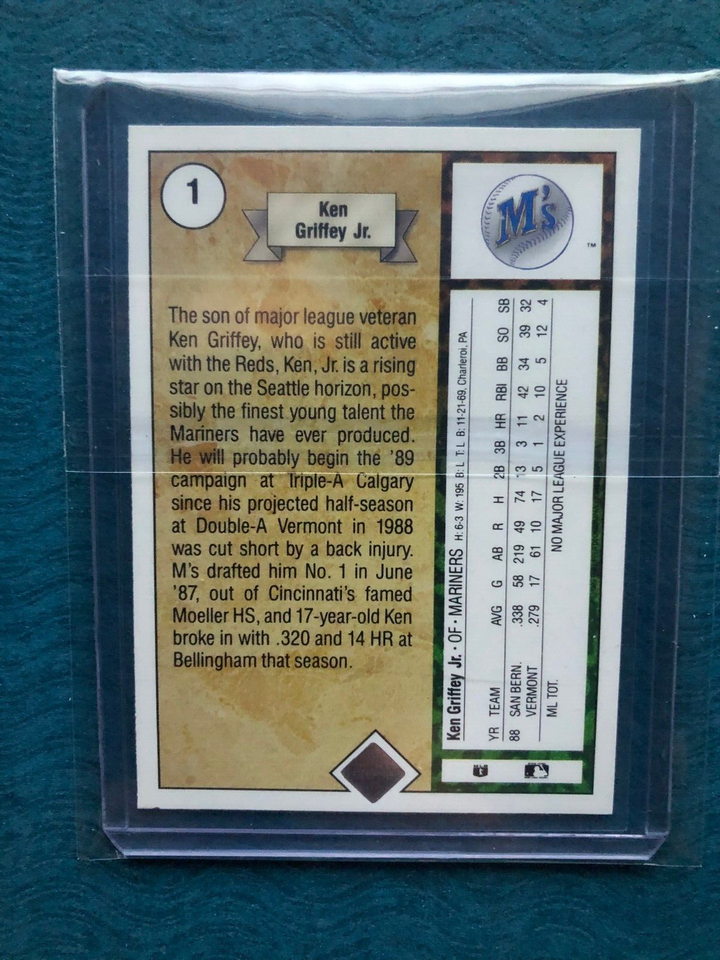 1
Ken
Griffey Jr.
M's
TM
The son of major league veteran
Ken Griffey, who is still active
with the Reds, Ken, Jr. is a rising
star on the Seattle horizon, pos-
sibly the finest young talent the
Mariners have ever produced.
He will probably begin the '89
campaign at Triple-A Calgary
since his projected half-season
at Double-A Vermont in 1988
was cut short by a back injury.
M's drafted him No. 1 in June
'87, out of Cincinnati's famed
Moeller HS, and 17-year-old Ken
broke in with .320 and 14 HR at
Bellingham that season.
Ken Griffey Jr. • OF • MARINERS H: 6-3 W: 195 B: L T: L B: 11-21-69, Charleroi, PA
YR TEAM AVG G AB R H 2B 3B HR RBI BB SO SB
88 SAN BERN. .338 58 219 49 74 13 3 11 42 34 39 32
VERMONT .279 17 61 10 17 5 1 2 10 5 12 4
ML TOT. NO MAJOR LEAGUE EXPERIENCE